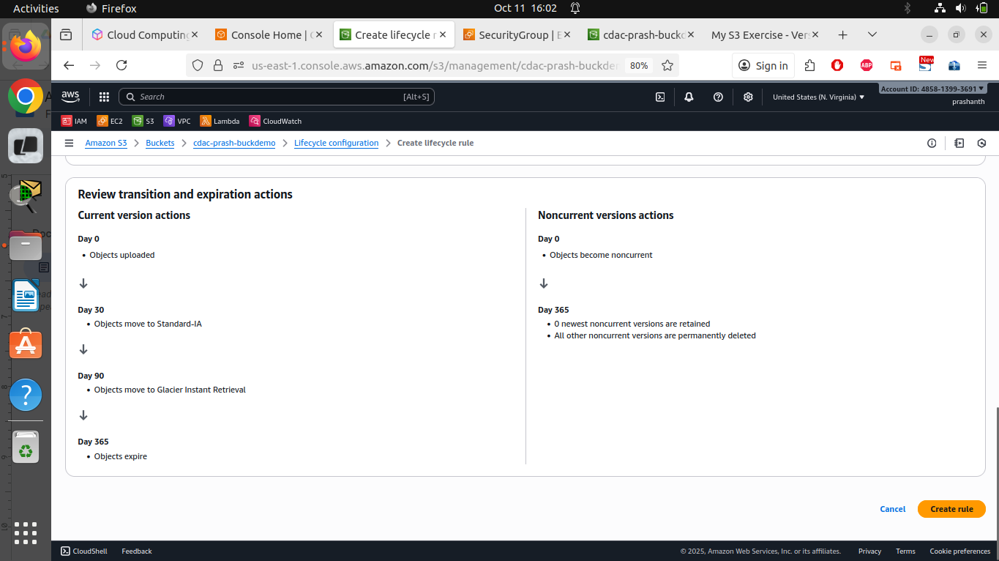 Activities
Firefox
Oct 11 16:02
Cloud Computing
Console Home | C
Create lifecycle r
SecurityGroup | E
cdac-prash-buckd
My S3 Exercise - Ver
us-east-1.console.aws.amazon.com/s3/management/cdac-prash-buckder
80%
Sign in
ABP
New
aws
Search
[Alt+S]
United States (N. Virginia)
Account ID: 4858-1399-3691
prashanth
IAM
EC2
S3
VPC
Lambda
CloudWatch
Amazon S3
Buckets
cdac-prash-buckdemo
Lifecycle configuration
Create lifecycle rule
Review transition and expiration actions
Current version actions
Day 0
• Objects uploaded
Day 30
• Objects move to Standard-IA
Day 90
• Objects move to Glacier Instant Retrieval
Day 365
• Objects expire
Noncurrent versions actions
Day 0
• Objects become noncurrent
Day 365
• 0 newest noncurrent versions are retained
• All other noncurrent versions are permanently deleted
Cancel
Create rule
CloudShell
Feedback
© 2025, Amazon Web Services, Inc. or its affiliates.
Privacy
Terms
Cookie preferences